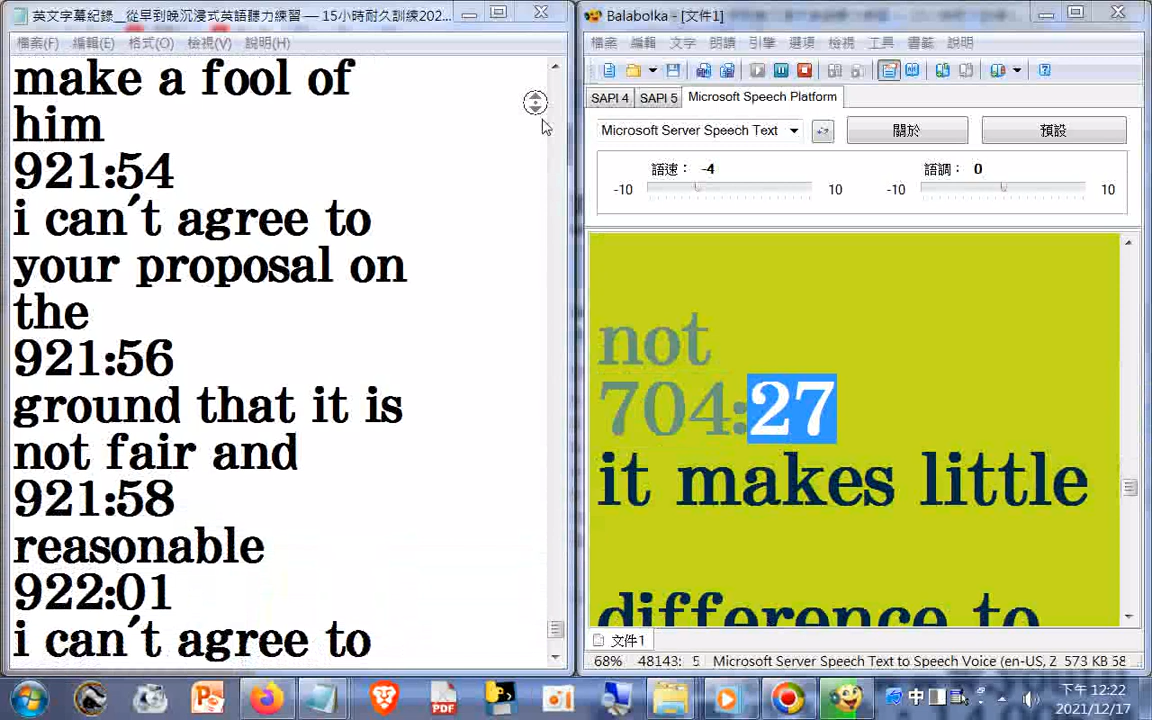 英文字幕紀錄__從早到晚沉浸式英語聽力練習 — 15小時耐久訓練202...
檔案(F) 編輯(E) 格式(O) 檢視(V) 說明(H)
make a fool of
him
921:54
i can't agree to
your proposal on
the
921:56
ground that it is
not fair and
921:58
reasonable
922:01
i can't agree to
Balabolka - [文件1]
檔案 編輯 文字 朗讀 引擎 選項 檢視 工具 書籤 說明
SAPI 4 SAPI 5 Microsoft Speech Platform
Microsoft Server Speech Text 關於 預設
語速： -4 語調： 0
-10 10 -10 10
not
704:27
it makes little
difference to
文件1
68% 48143: 5 Microsoft Server Speech Text to Speech Voice (en-US, Z 573 KB 58
PDF
中
下午 12:22
2021/12/17